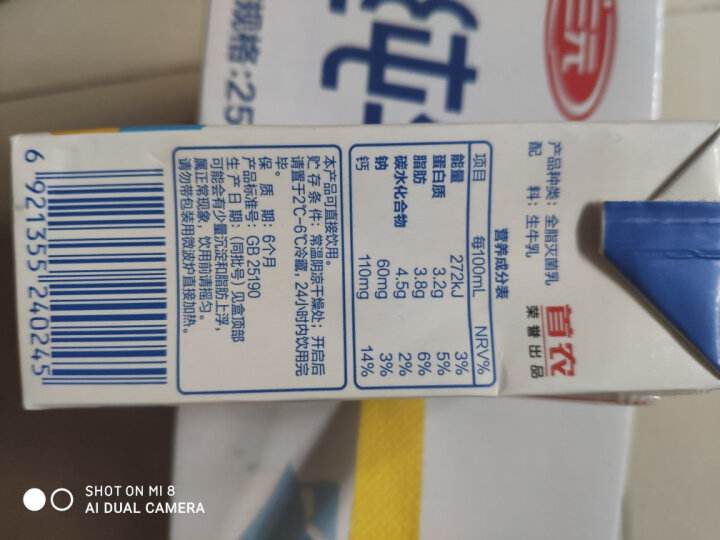 三元
纯
规格:25
产品种类: 全脂灭菌乳
配 料: 生牛乳
首农
荣誉出品
营养成分表
项目 每100mL NRV%
能量 272kJ 3%
蛋白质 3.2g 5%
脂肪 3.8g 6%
碳水化合物 4.5g 2%
钠 60mg 3%
钙 110mg 14%
本产品可直接饮用。
贮存条件: 常温阴凉干燥处; 开启后
请置于2℃-6℃冷藏, 24小时内饮用完
毕。
保 质 期: 6个月
产品标准号: GB 25190
生产日期: (同批号) 见盒顶部
可能会有少量沉淀和脂肪上浮,
属正常现象, 饮用前请摇匀。
请勿带包装用微波炉直接加热。
6 921355 240245
SHOT ON MI 8
AI DUAL CAMERA